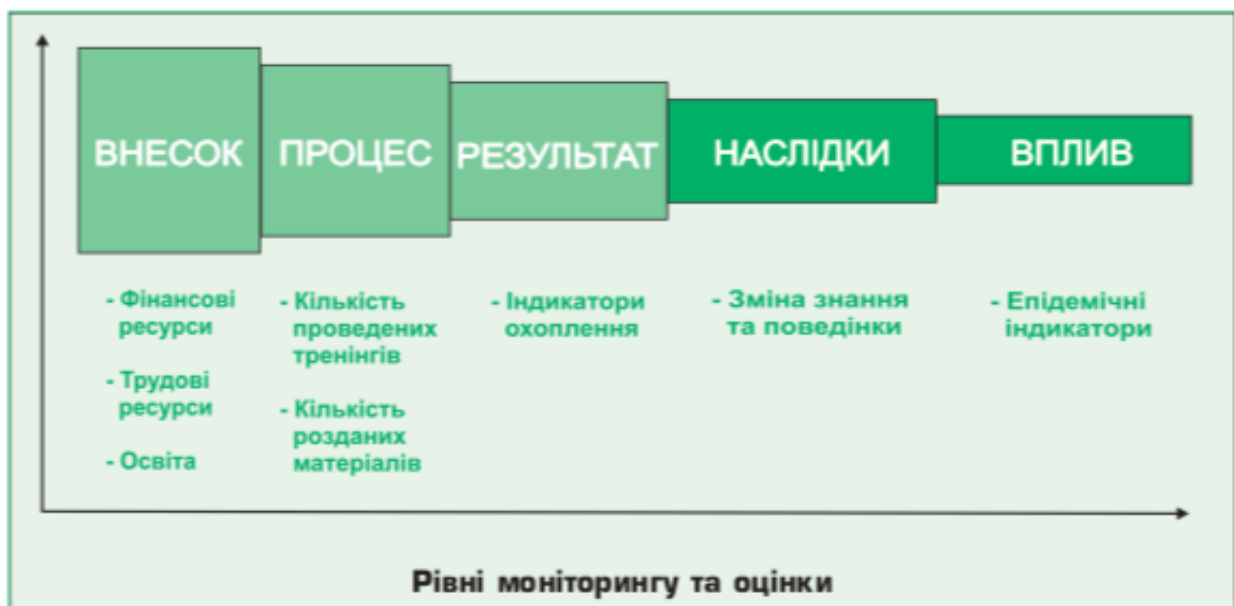 ВНЕСОК
ПРОЦЕС
РЕЗУЛЬТАТ
НАСЛІДКИ
ВПЛИВ
- Фінансові
ресурси
- Трудові
ресурси
- Освіта
- Кількість
проведених
тренінгів
- Кількість
розданих
матеріалів
- Індикатори
охоплення
- Зміна знання
та поведінки
- Епідемічні
індикатори
Рівні моніторингу та оцінки